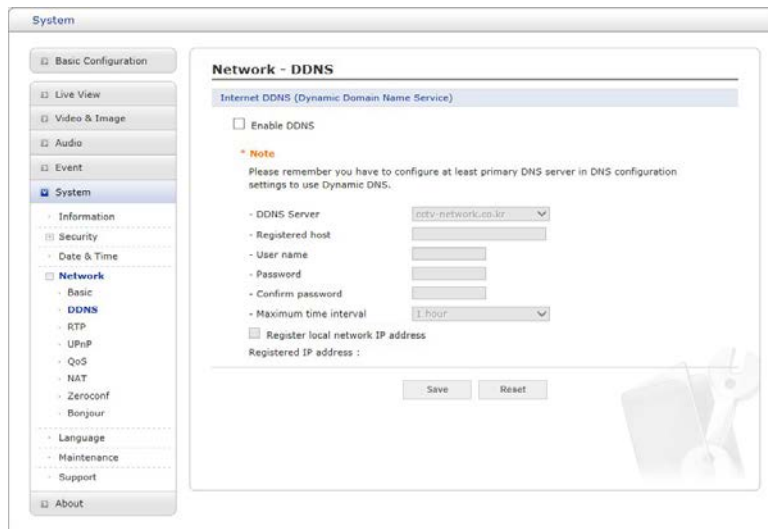 System
Basic Configuration
Live View
Video & Image
Audio
Event
System
Information
Security
Date & Time
Network
Basic
DDNS
RTP
UPnP
QoS
NAT
Zeroconf
Bonjour
Language
Maintenance
Support
About
Network - DDNS
Internet DDNS (Dynamic Domain Name Service)
Enable DDNS
* Note
Please remember you have to configure at least primary DNS server in DNS configuration
settings to use Dynamic DNS.
- DDNS Server cctv-network.co.kr
- Registered host
- User name
- Password
- Confirm password
- Maximum time interval 1 hour
Register local network IP address
Registered IP address :
Save Reset